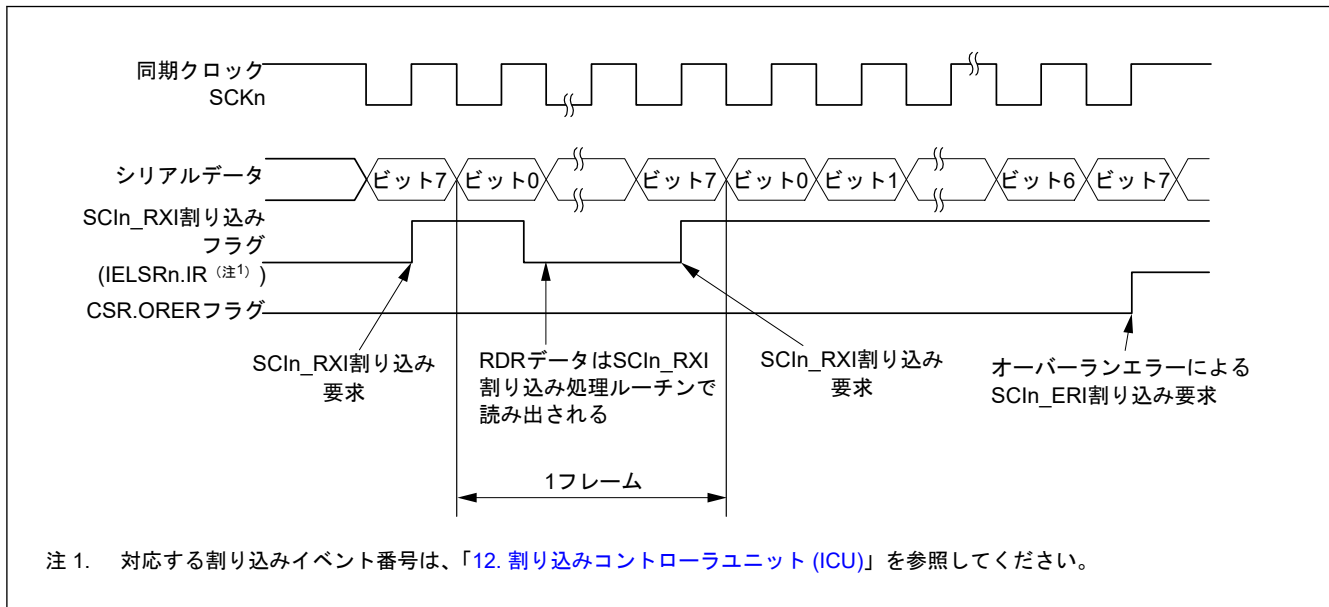 同期クロック
SCKn
シリアルデータ
ビット7
ビット0
ビット7
ビット0
ビット1
ビット6
ビット7
SCIn_RXI割り込み
フラグ
(IELSRn.IR（注1）)
CSR.ORERフラグ
SCIn_RXI割り込み
要求
RDRデータはSCIn_RXI
割り込み処理ルーチンで
読み出される
SCIn_RXI割り込み
要求
オーバーランエラーによる
SCIn_ERI割り込み要求
1フレーム
注 1. 対応する割り込みイベント番号は、「12. 割り込みコントローラユニット (ICU)」を参照してください。